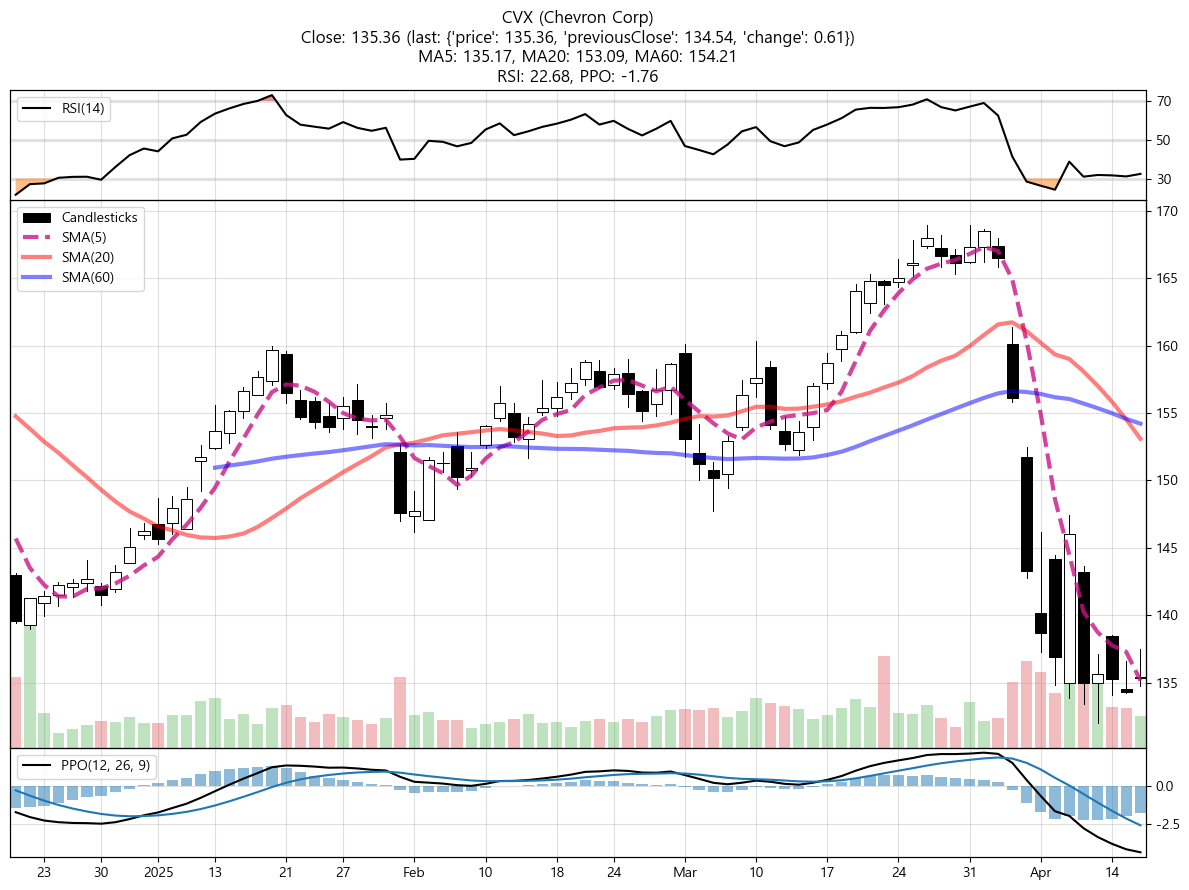 CVX (Chevron Corp)
Close: 135.36 (last: {'price': 135.36, 'previousClose': 134.54, 'change': 0.61})
MA5: 135.17, MA20: 153.09, MA60: 154.21
RSI: 22.68, PPO: -1.76
RSI(14)
70
50
30
Candlesticks
SMA(5)
SMA(20)
SMA(60)
170
165
160
155
150
145
140
135
PPO(12, 26, 9)
0.0
-2.5
23 30 2025 13 21 27 Feb 10 18 24 Mar 10 17 24 31 Apr 14